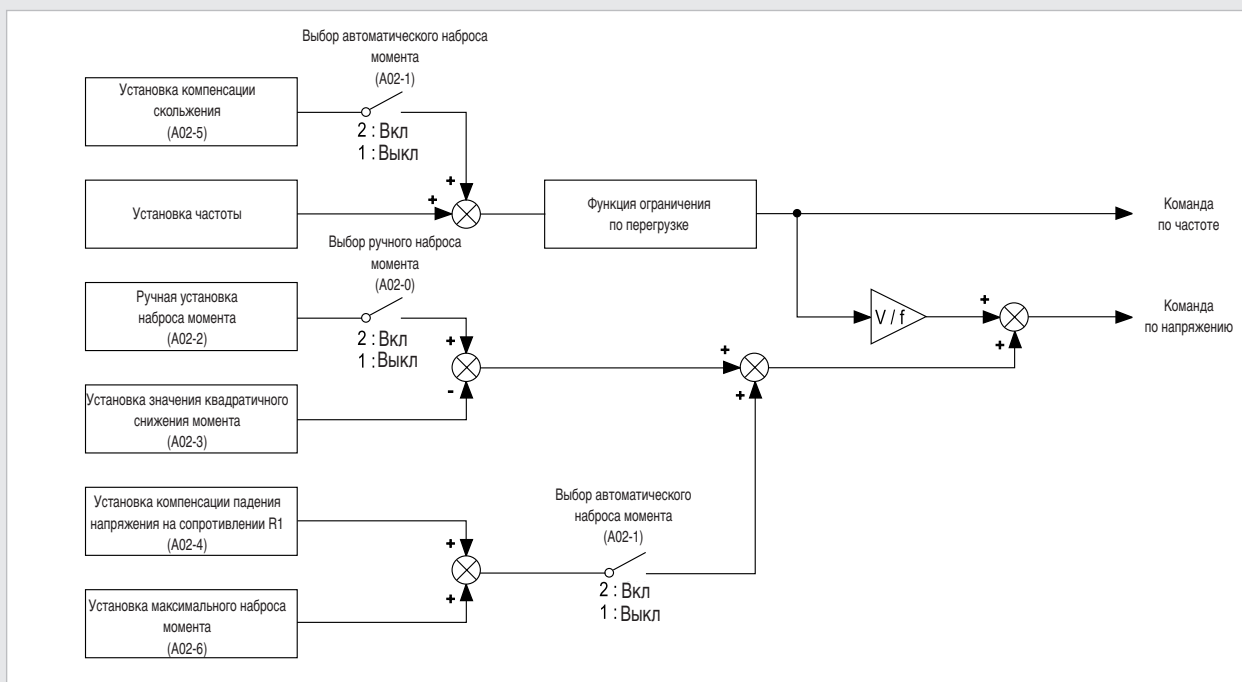 Выбор автоматического наброса
момента
(A02-1)
Установка компенсации
скольжения
(A02-5)
2 : Вкл
1 : Выкл
+
+
Установка частоты
Функция ограничения
по перегрузке
Команда
по частоте
Выбор ручного наброса
момента
(A02-0)
Ручная установка
наброса момента
(A02-2)
2 : Вкл
1 : Выкл
+
-
V / f
+
+
Команда
по напряжению
+
+
Установка значения квадратичного
снижения момента
(A02-3)
Установка компенсации падения
напряжения на сопротивлении R1
(A02-4)
+
+
Выбор автоматического
наброса момента
(A02-1)
2 : Вкл
1 : Выкл
Установка максимального наброса
момента
(A02-6)